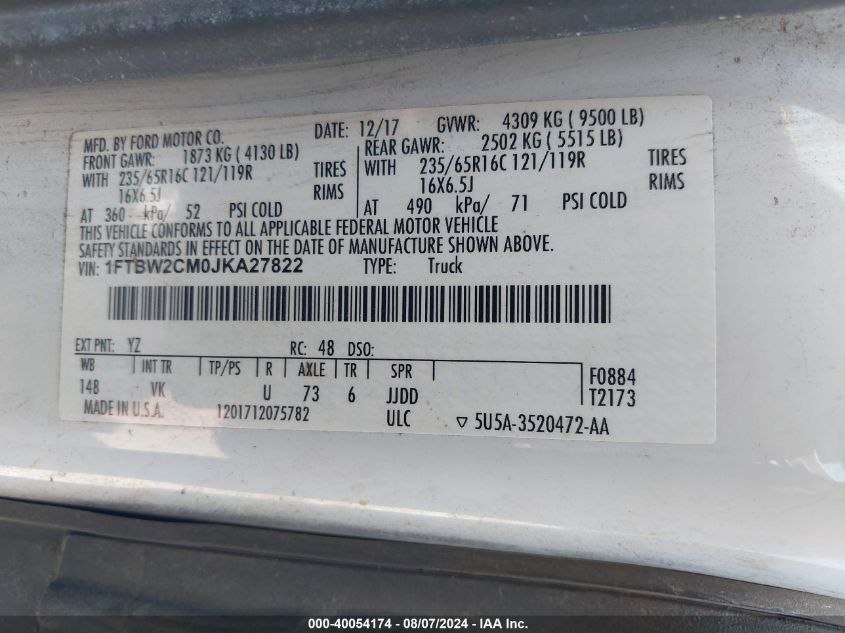 MFD. BY FORD MOTOR CO. DATE: 12/17 GVWR: 4309 KG ( 9500 LB)
FRONT GAWR: 1873 KG ( 4130 LB) REAR GAWR: 2502 KG ( 5515 LB)
WITH 235/65R16C 121/119R TIRES WITH 235/65R16C 121/119R TIRES
16X6.5J RIMS 16X6.5J RIMS
AT 360 kPa/ 52 PSI COLD AT 490 kPa/ 71 PSI COLD
THIS VEHICLE CONFORMS TO ALL APPLICABLE FEDERAL MOTOR VEHICLE
SAFETY STANDARDS IN EFFECT ON THE DATE OF MANUFACTURE SHOWN ABOVE.
VIN: 1FTBW2CM0JKA27822 TYPE: Truck
EXT PNT: YZ RC: 48 DSO:
WB INT TR TP/PS R AXLE TR SPR F0884
148 VK U 73 6 JJDD T2173
MADE IN U.S.A. 1201712075782 ULC ▽ 5U5A-3520472-AA
000-40054174 - 08/07/2024 - IAA Inc.